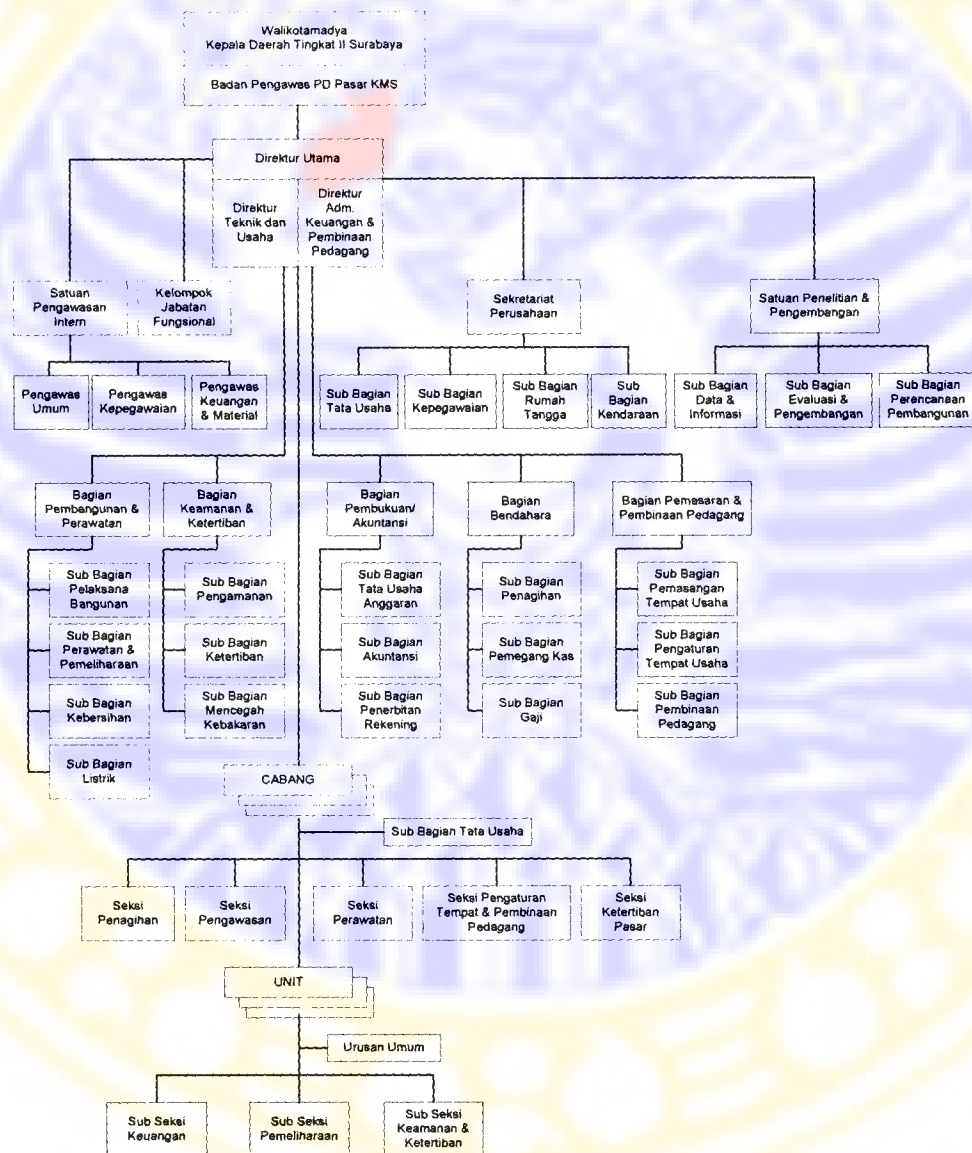 Walikotamadya
Kepala Daerah Tingkat II Surabaya
Badan Pengawas PD Pasar KMS
Direktur Utama
Direktur
Teknik dan
Usaha
Direktur
Adm.
Keuangan &
Pembinaan
Pedagang
Satuan
Pengawasan
Intern
Kelompok
Jabatan
Fungsional
Sekretariat
Perusahaan
Satuan Penelitian &
Pengembangan
Pengawas
Umum
Pengawas
Kepegawaian
Pengawas
Keuangan
& Material
Sub Bagian
Tata Usaha
Sub Bagian
Kepegawaian
Sub Bagian
Rumah
Tangga
Sub
Bagian
Kendaraan
Sub Bagian
Data &
Informasi
Sub Bagian
Evaluasi &
Pengembangan
Sub Bagian
Perencanaan
Pembangunan
Bagian
Pembangunan &
Perawatan
Bagian
Keamanan &
Ketertiban
Bagian
Pembukuan/
Akuntansi
Bagian
Bendahara
Bagian Pemasaran &
Pembinaan Pedagang
Sub Bagian
Pelaksana
Bangunan
Sub Bagian
Perawatan &
Pemeliharaan
Sub Bagian
Kebersihan
Sub Bagian
Listrik
Sub Bagian
Pengamanan
Sub Bagian
Ketertiban
Sub Bagian
Mencegah
Kebakaran
Sub Bagian
Tata Usaha
Anggaran
Sub Bagian
Akuntansi
Sub Bagian
Penerbitan
Rekening
Sub Bagian
Penagihan
Sub Bagian
Pemegang Kas
Sub Bagian
Gaji
Sub Bagian
Pemasangan
Tempat Usaha
Sub Bagian
Pengaturan
Tempat Usaha
Sub Bagian
Pembinaan
Pedagang
CABANG
Sub Bagian Tata Usaha
Seksi
Penagihan
Seksi
Pengawasan
Seksi
Perawatan
Seksi Pengaturan
Tempat & Pembinaan
Pedagang
Seksi
Ketertiban
Pasar
UNIT
Urusan Umum
Sub Seksi
Keuangan
Sub Seksi
Pemeliharaan
Sub Seksi
Keamanan &
Ketertiban